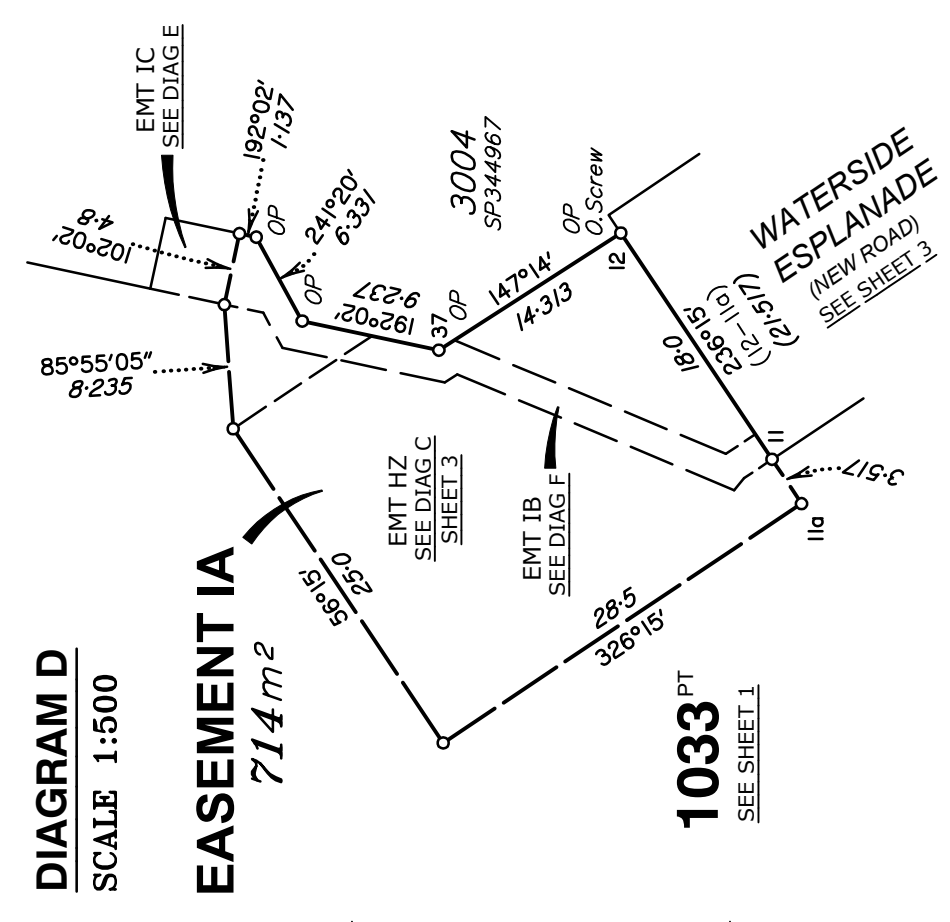 DIAGRAM D
SCALE 1:500
EASEMENT IA
714m²
EMT IC
SEE DIAG E
192°02'
1·137
102°02'
4·8
241°20'
6·331
OP
OP
85°55'05"
8·235
192°02'
9·237
37
OP
3004
SP344967
147°14'
14·313
OP
O.Screw
12
WATERSIDE
ESPLANADE
(NEW ROAD)
SEE SHEET 3
18·0
236°15'
(12–11a)
(21·517)
11
3·517
11a
EMT HZ
SEE DIAG C
SHEET 3
EMT IB
SEE DIAG F
56°15'
25·0
28·5
326°15'
1033 PT
SEE SHEET 1